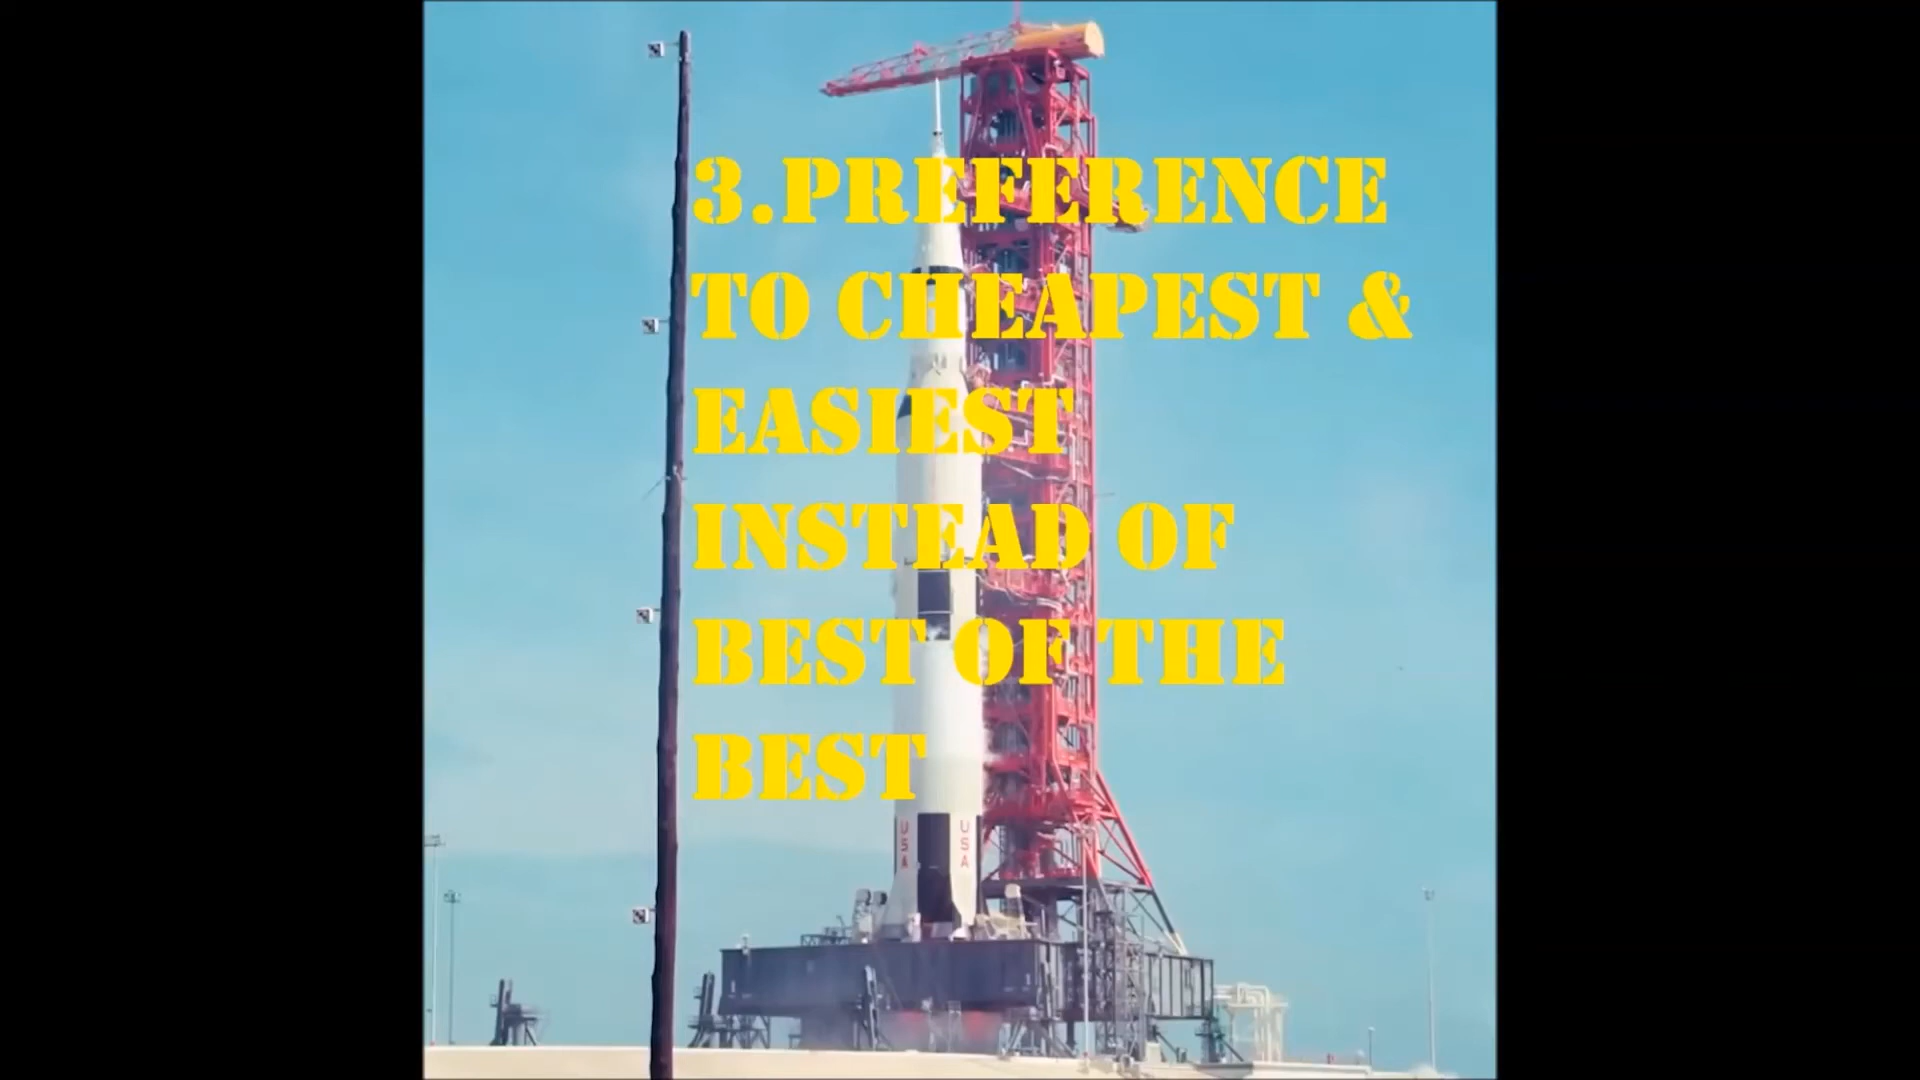 3.PREFERENCE
TO CHEAPEST &
EASIEST
INSTEAD OF
BEST OF THE
BEST
USA
USA